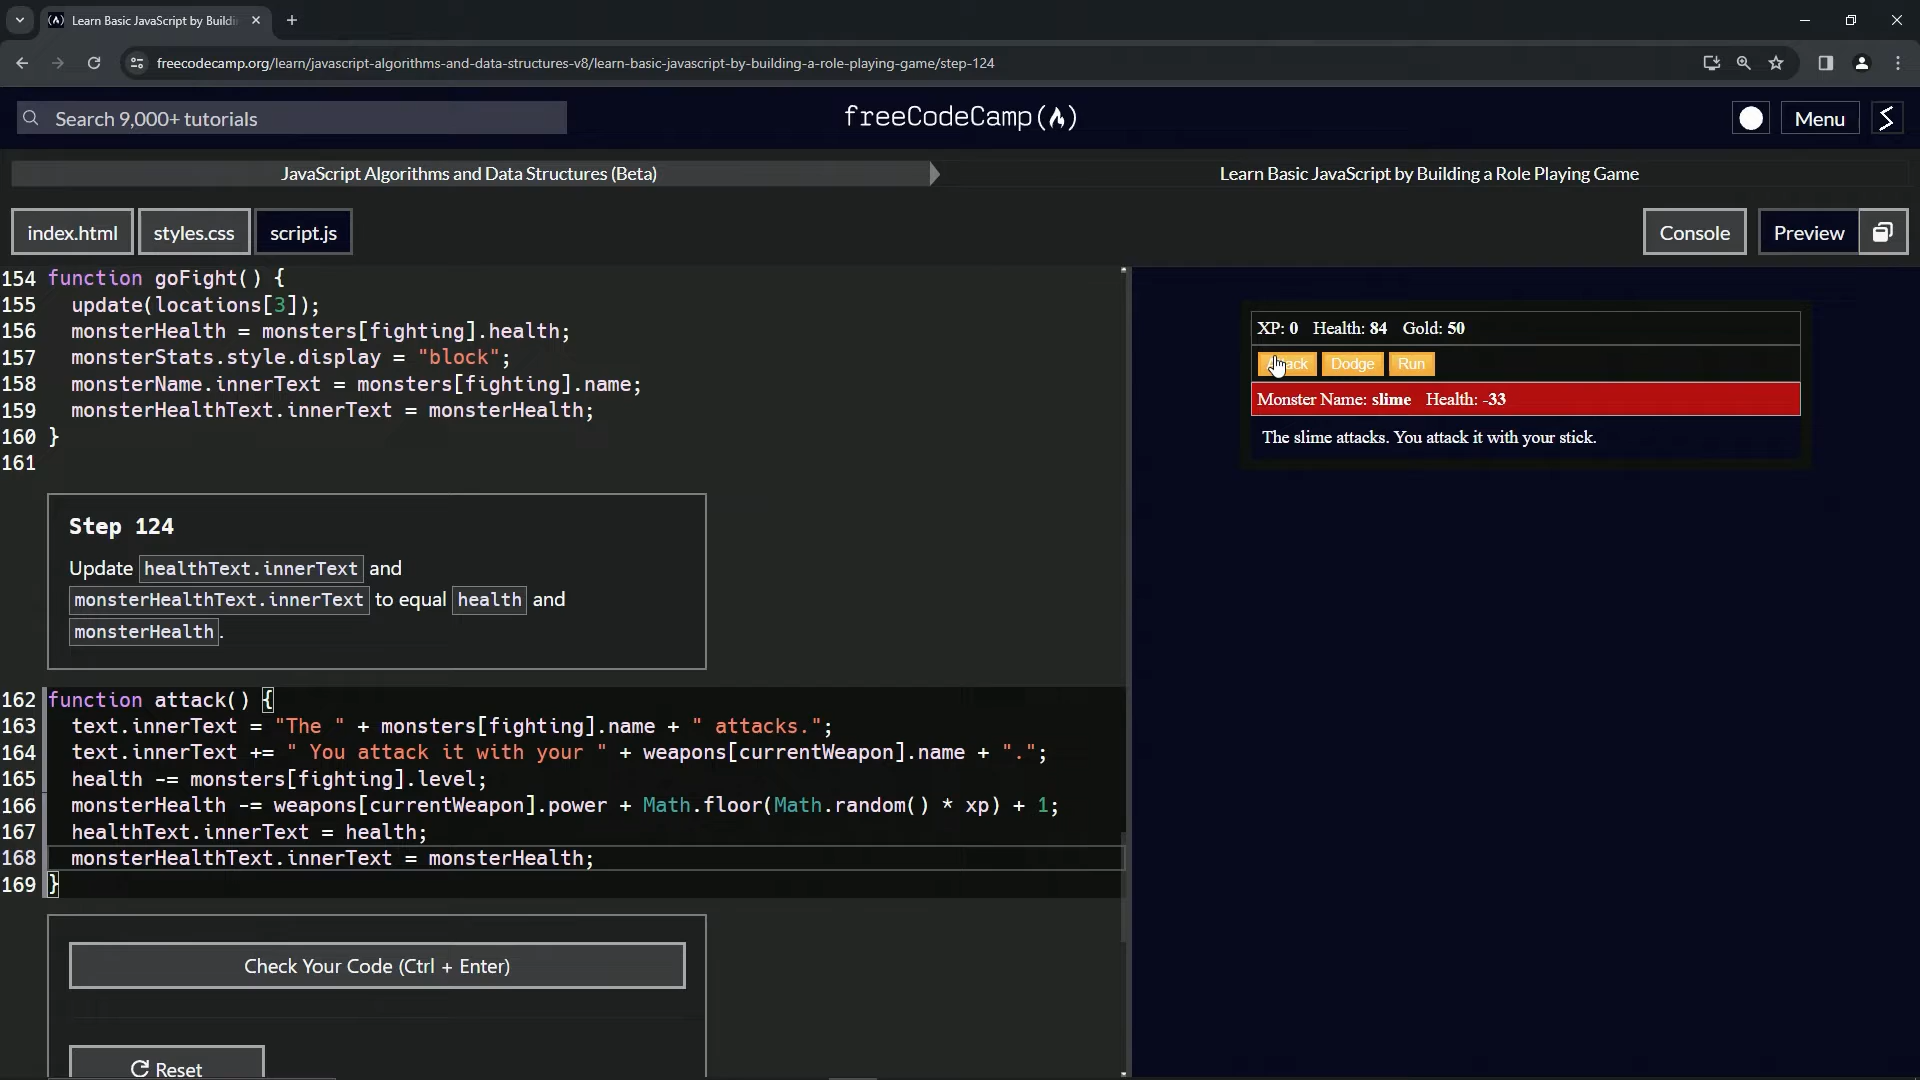 Learn Basic JavaScript by Buildi
freecodecamp.org/learn/javascript-algorithms-and-data-structures-v8/learn-basic-javascript-by-building-a-role-playing-game/step-124
Search 9,000+ tutorials
freeCodeCamp(🔥)
Menu
JavaScript Algorithms and Data Structures (Beta)
Learn Basic JavaScript by Building a Role Playing Game
index.html
styles.css
script.js
Console
Preview
154 function goFight() {
155   update(locations[3]);
156   monsterHealth = monsters[fighting].health;
157   monsterStats.style.display = "block";
158   monsterName.innerText = monsters[fighting].name;
159   monsterHealthText.innerText = monsterHealth;
160 }
161
Step 124
Update healthText.innerText and
monsterHealthText.innerText to equal health and
monsterHealth.
162 function attack() {
163   text.innerText = "The " + monsters[fighting].name + " attacks.";
164   text.innerText += " You attack it with your " + weapons[currentWeapon].name + ".";
165   health -= monsters[fighting].level;
166   monsterHealth -= weapons[currentWeapon].power + Math.floor(Math.random() * xp) + 1;
167   healthText.innerText = health;
168   monsterHealthText.innerText = monsterHealth;
169 }
Check Your Code (Ctrl + Enter)
Reset
XP: 0 Health: 84 Gold: 50
Attack Dodge Run
Monster Name: slime Health: -33
The slime attacks. You attack it with your stick.